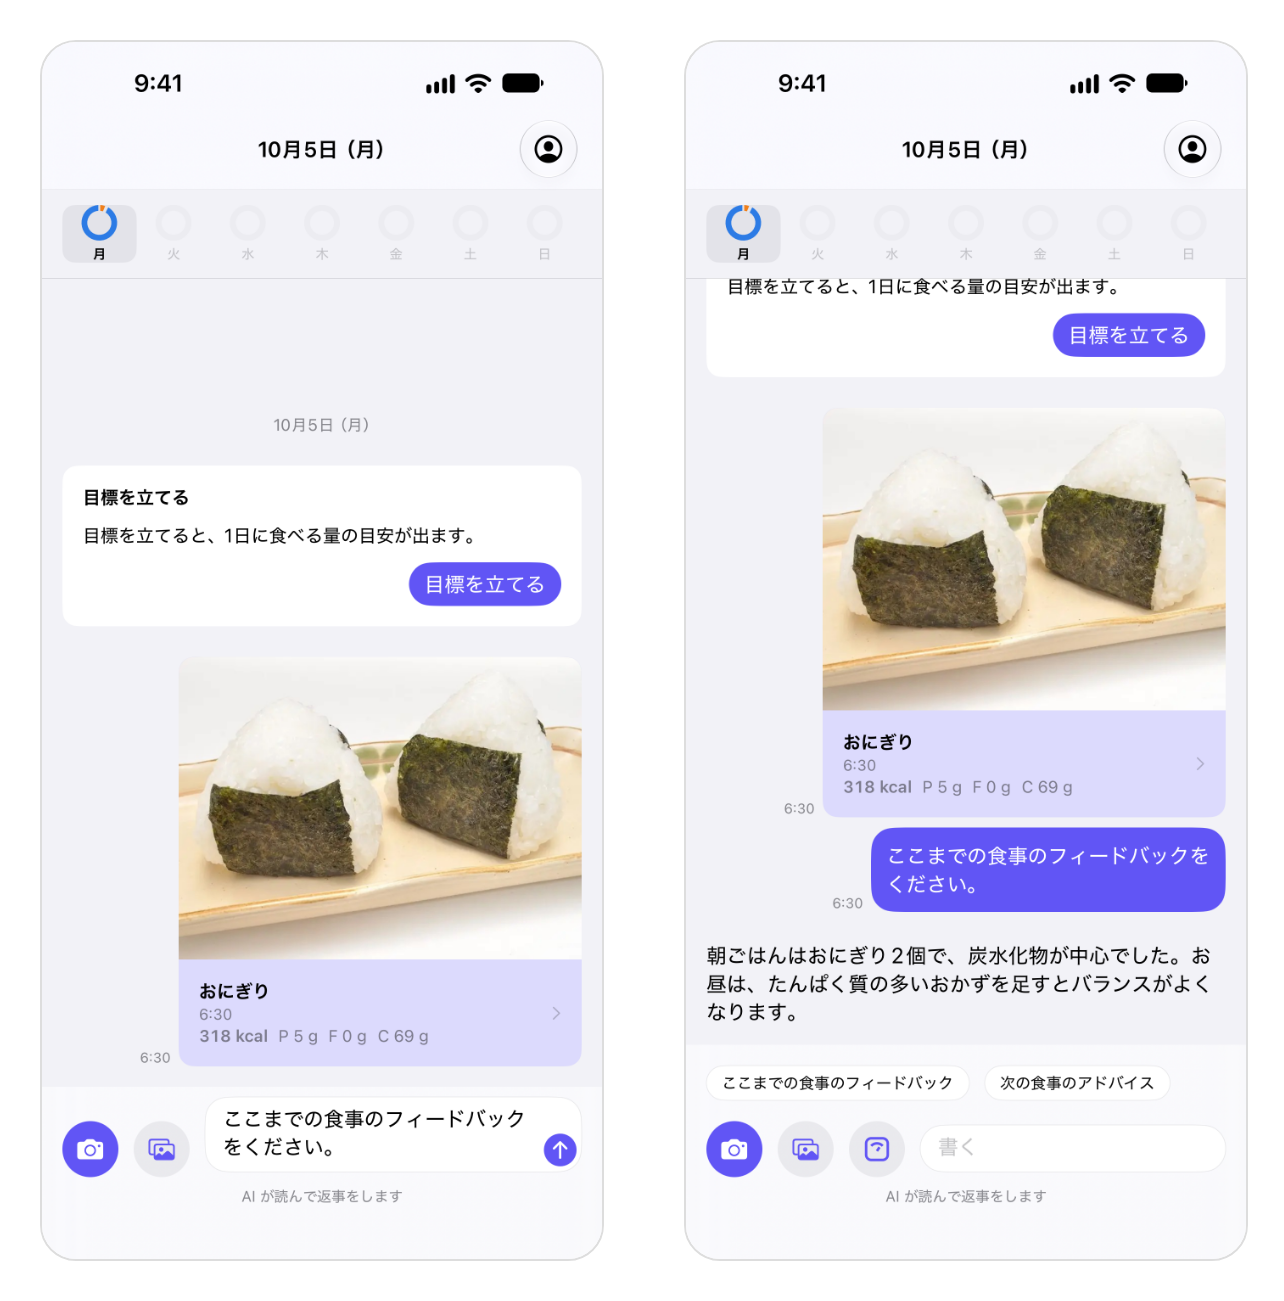 9:41
10月5日（月）
月 火 水 木 金 土 日
10月5日（月）
目標を立てる
目標を立てると、1日に食べる量の目安が出ます。
目標を立てる
おにぎり
6:30
318 kcal P 5 g F 0 g C 69 g
6:30
ここまでの食事のフィードバック
をください。
AI が読んで返事をします
9:41
10月5日（月）
月 火 水 木 金 土 日
目標を立てると、1日に食べる量の目安が出ます。
目標を立てる
おにぎり
6:30
318 kcal P 5 g F 0 g C 69 g
6:30
ここまでの食事のフィードバックを
ください。
6:30
朝ごはんはおにぎり2個で、炭水化物が中心でした。お
昼は、たんぱく質の多いおかずを足すとバランスがよく
なります。
ここまでの食事のフィードバック 次の食事のアドバイス
書く
AI が読んで返事をします